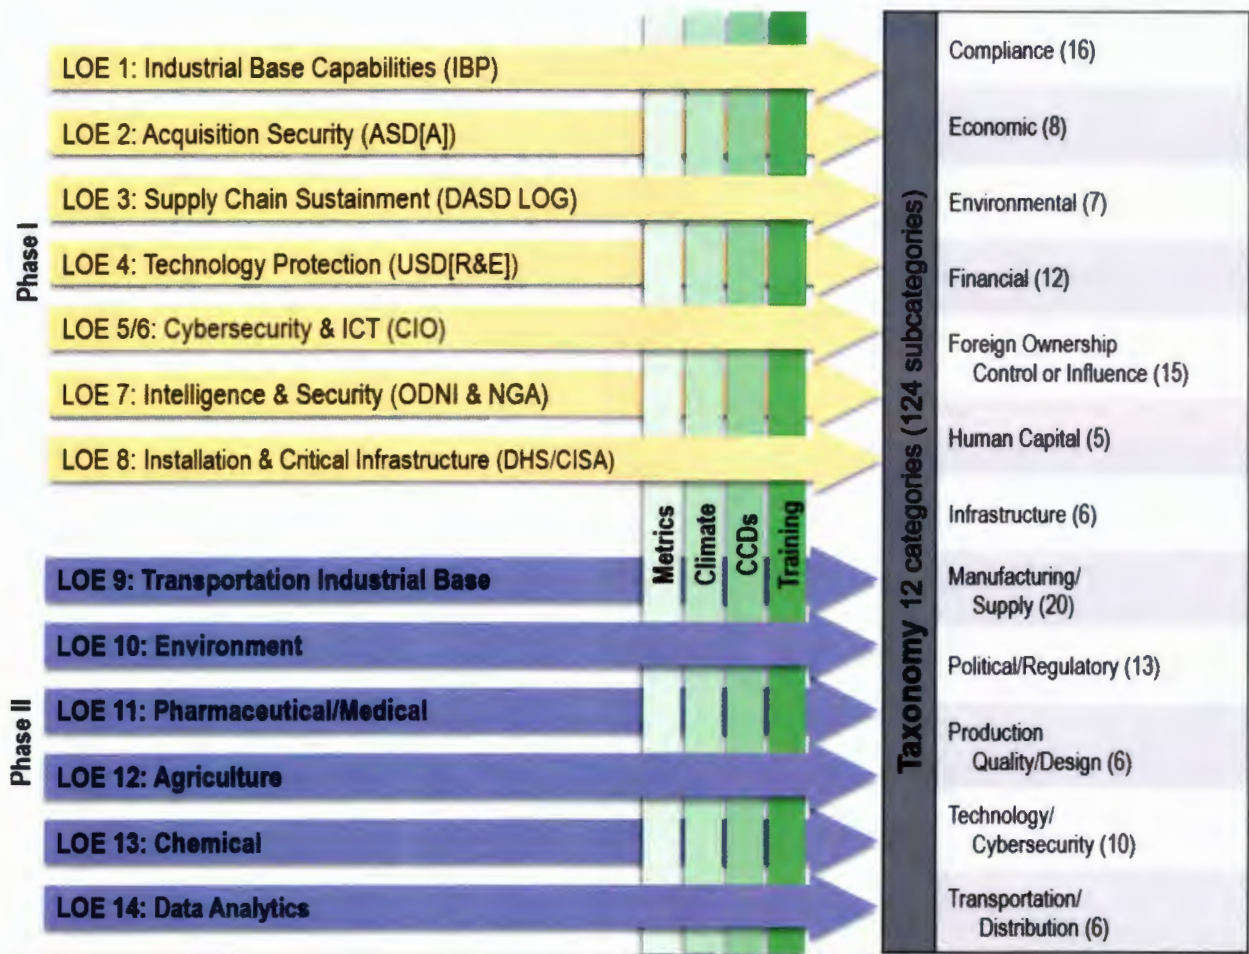 Phase I
LOE 1: Industrial Base Capabilities (IBP)
LOE 2: Acquisition Security (ASD[A])
LOE 3: Supply Chain Sustainment (DASD LOG)
LOE 4: Technology Protection (USD[R&E])
LOE 5/6: Cybersecurity & ICT (CIO)
LOE 7: Intelligence & Security (ODNI & NGA)
LOE 8: Installation & Critical Infrastructure (DHS/CISA)
Phase II
LOE 9: Transportation Industrial Base
LOE 10: Environment
LOE 11: Pharmaceutical/Medical
LOE 12: Agriculture
LOE 13: Chemical
LOE 14: Data Analytics
Metrics
Climate
CCDs
Training
Taxonomy 12 categories (124 subcategories)
Compliance (16)
Economic (8)
Environmental (7)
Financial (12)
Foreign Ownership
Control or Influence (15)
Human Capital (5)
Infrastructure (6)
Manufacturing/
Supply (20)
Political/Regulatory (13)
Production
Quality/Design (6)
Technology/
Cybersecurity (10)
Transportation/
Distribution (6)